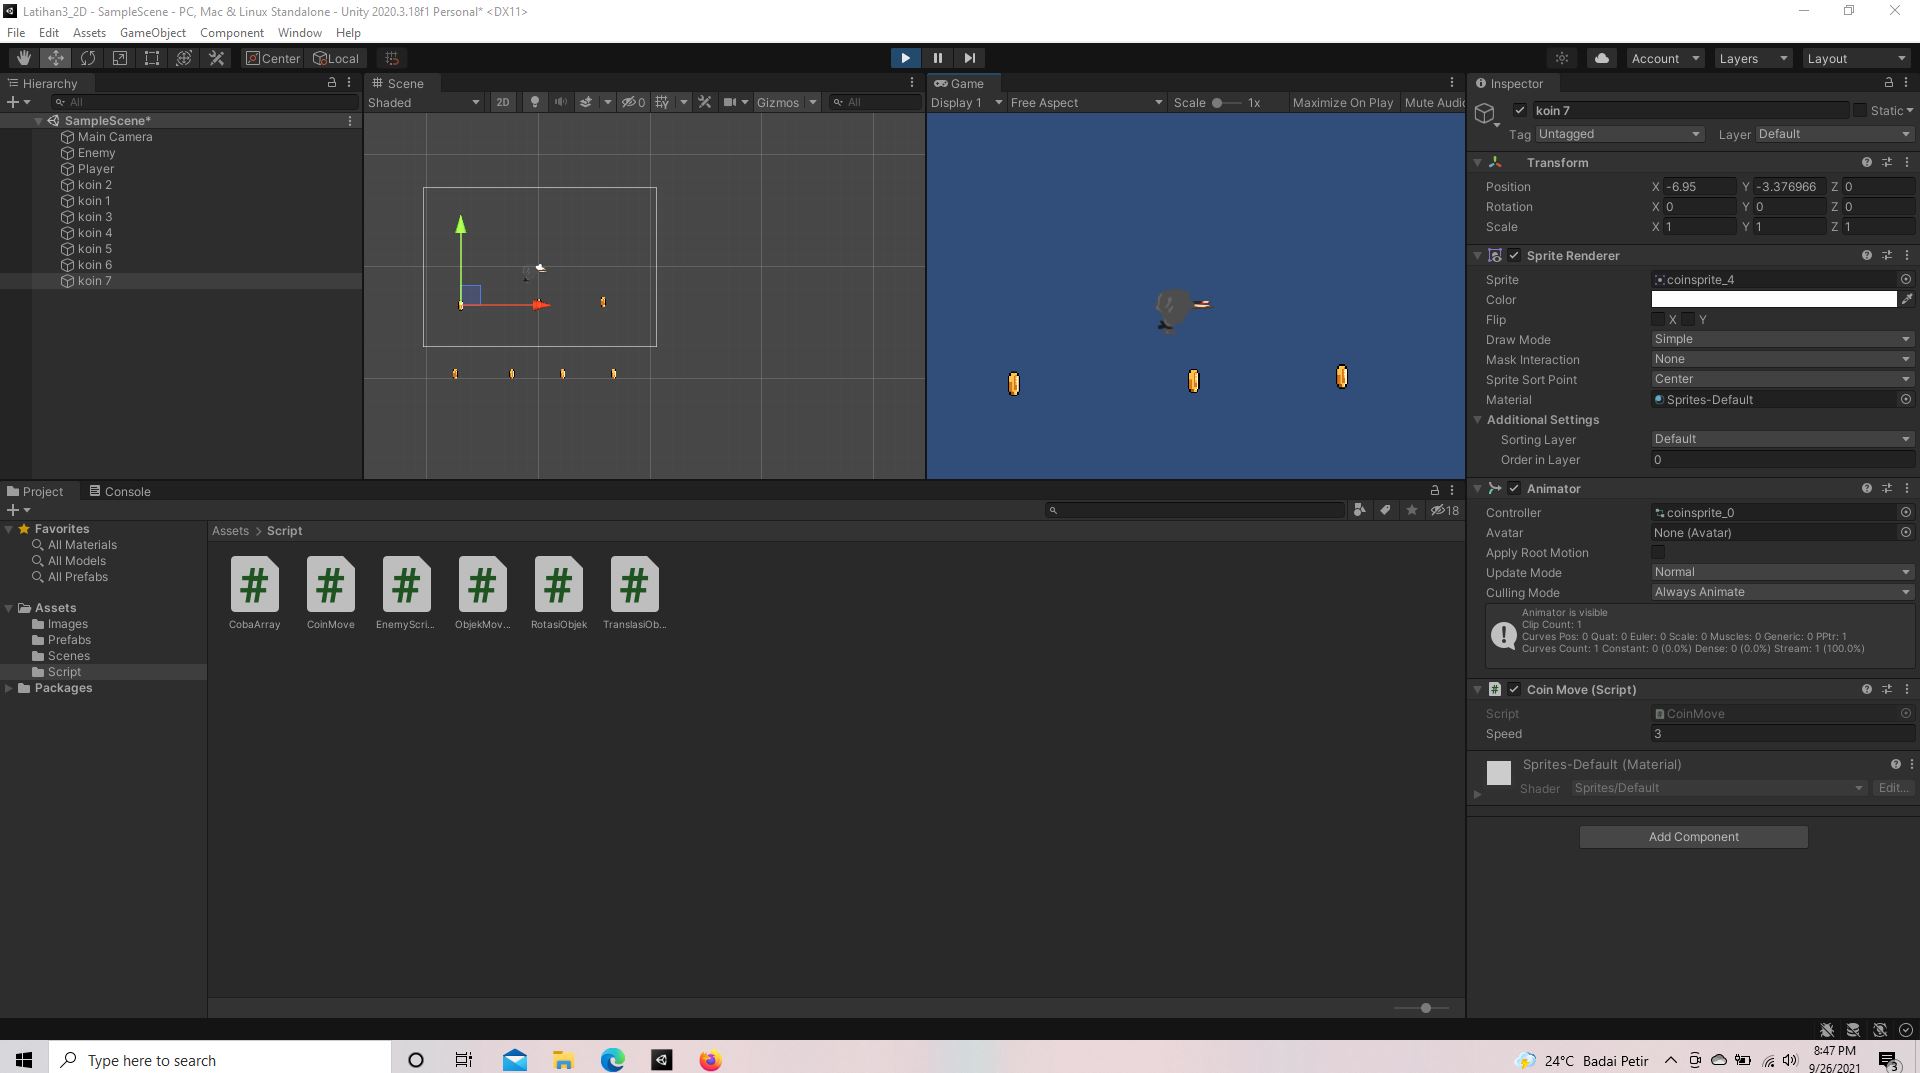 Latihan3_2D - SampleScene - PC, Mac & Linux Standalone - Unity 2020.3.18f1 Personal* <DX11>
File Edit Assets GameObject Component Window Help
Center Local Account Layers Layout
Hierarchy
All
SampleScene*
Main Camera
Enemy
Player
koin 2
koin 1
koin 3
koin 4
koin 5
koin 6
koin 7
Scene
Shaded 2D 0 Gizmos All
Game
Display 1 Free Aspect Scale 1x Maximize On Play Mute Audio
Inspector
koin 7 Static
Tag Untagged Layer Default
Transform
Position X -6.95 Y -3.376966 Z 0
Rotation X 0 Y 0 Z 0
Scale X 1 Y 1 Z 1
Sprite Renderer
Sprite coinsprite_4
Color
Flip X Y
Draw Mode Simple
Mask Interaction None
Sprite Sort Point Center
Material Sprites-Default
Additional Settings
Sorting Layer Default
Order in Layer 0
Animator
Controller coinsprite_0
Avatar None (Avatar)
Apply Root Motion
Update Mode Normal
Culling Mode Always Animate
Animator is visible
Clip Count: 1
Curves Pos: 0 Quat: 0 Euler: 0 Scale: 0 Muscles: 0 Generic: 0 PPtr: 1
Curves Count: 1 Constant: 0 (0.0%) Dense: 0 (0.0%) Stream: 1 (100.0%)
Coin Move (Script)
Script CoinMove
Speed 3
Sprites-Default (Material)
Shader Sprites/Default Edit...
Add Component
Project Console
18
Favorites
All Materials
All Models
All Prefabs
Assets
Images
Prefabs
Scenes
Script
Packages
Assets > Script
CobaArray CoinMove EnemyScri... ObjekMov... RotasiObjek TranslasiOb...
Type here to search
24°C Badai Petir
8:47 PM
9/26/2021
3